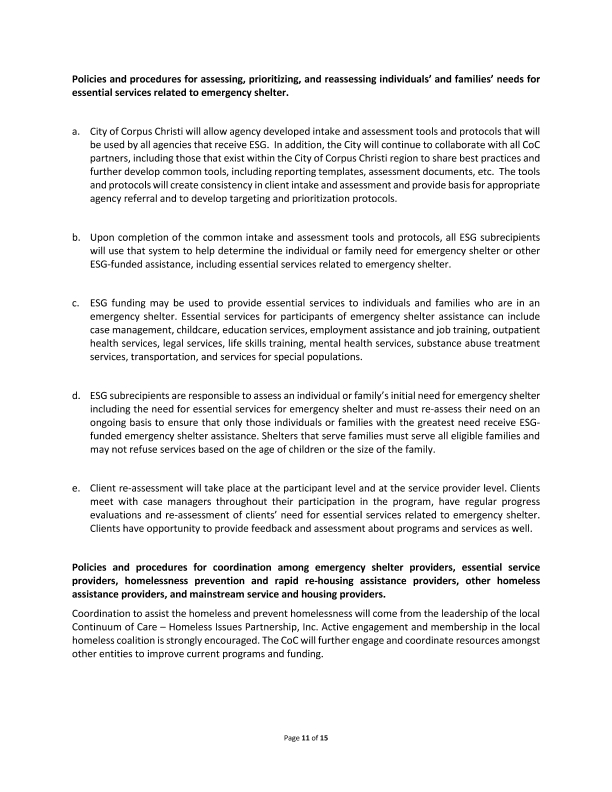 Policies and procedures for assessing, prioritizing, and reassessing individuals’ and families’ needs for
essential services related to emergency shelter.
a. City of Corpus Christi will allow agency developed intake and assessment tools and protocols that will
be used by all agencies that receive ESG. In addition, the City will continue to collaborate with all CoC
partners, including those that exist within the City of Corpus Christi region to share best practices and
further develop common tools, including reporting templates, assessment documents, etc. The tools
and protocols will create consistency in client intake and assessment and provide basis for appropriate
agency referral and to develop targeting and prioritization protocols.
b. Upon completion of the common intake and assessment tools and protocols, all ESG subrecipients
will use that system to help determine the individual or family need for emergency shelter or other
ESG-funded assistance, including essential services related to emergency shelter.
c. ESG funding may be used to provide essential services to individuals and families who are in an
emergency shelter. Essential services for participants of emergency shelter assistance can include
case management, childcare, education services, employment assistance and job training, outpatient
health services, legal services, life skills training, mental health services, substance abuse treatment
services, transportation, and services for special populations.
d. ESG subrecipients are responsible to assess an individual or family’s initial need for emergency shelter
including the need for essential services for emergency shelter and must re-assess their need on an
ongoing basis to ensure that only those individuals or families with the greatest need receive ESG-
funded emergency shelter assistance. Shelters that serve families must serve all eligible families and
may not refuse services based on the age of children or the size of the family.
e. Client re-assessment will take place at the participant level and at the service provider level. Clients
meet with case managers throughout their participation in the program, have regular progress
evaluations and re-assessment of clients’ need for essential services related to emergency shelter.
Clients have opportunity to provide feedback and assessment about programs and services as well.
Policies and procedures for coordination among emergency shelter providers, essential service
providers, homelessness prevention and rapid re-housing assistance providers, other homeless
assistance providers, and mainstream service and housing providers.
Coordination to assist the homeless and prevent homelessness will come from the leadership of the local
Continuum of Care – Homeless Issues Partnership, Inc. Active engagement and membership in the local
homeless coalition is strongly encouraged. The CoC will further engage and coordinate resources amongst
other entities to improve current programs and funding.
Page 11 of 15